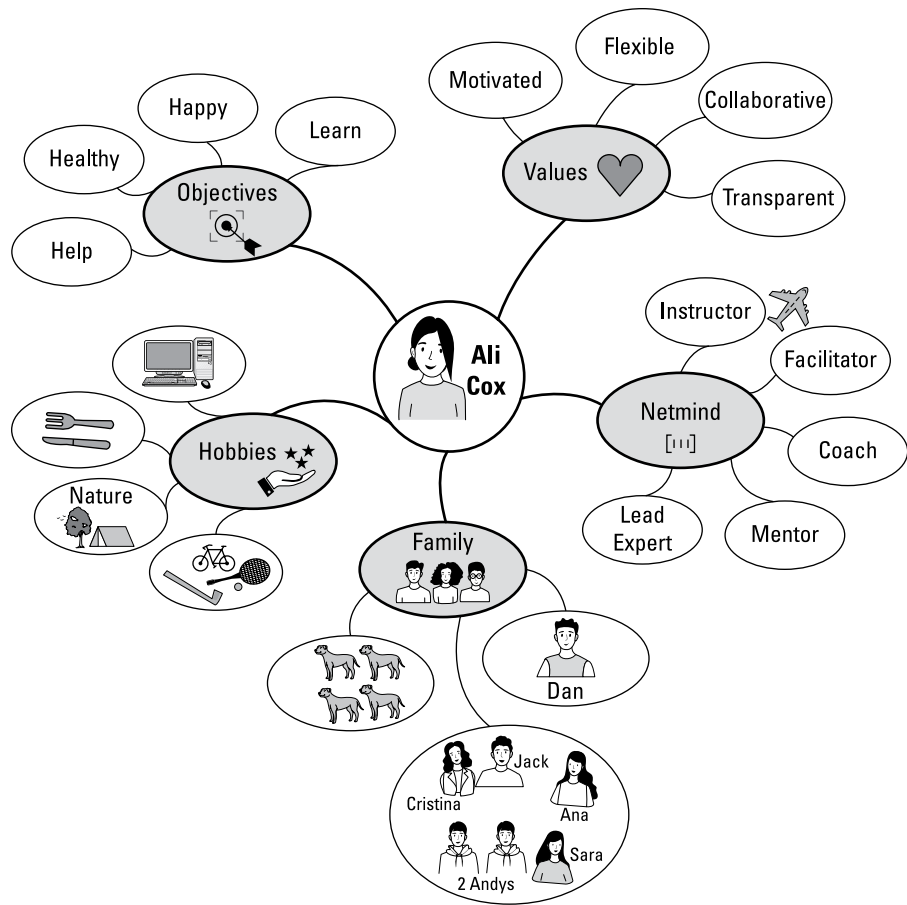 Ali
Cox
Objectives
Help
Healthy
Happy
Learn
Values
Motivated
Flexible
Collaborative
Transparent
Netmind
Instructor
Facilitator
Coach
Mentor
Lead
Expert
Family
Dan
Jack
Cristina
Ana
2 Andys
Sara
Hobbies
Nature